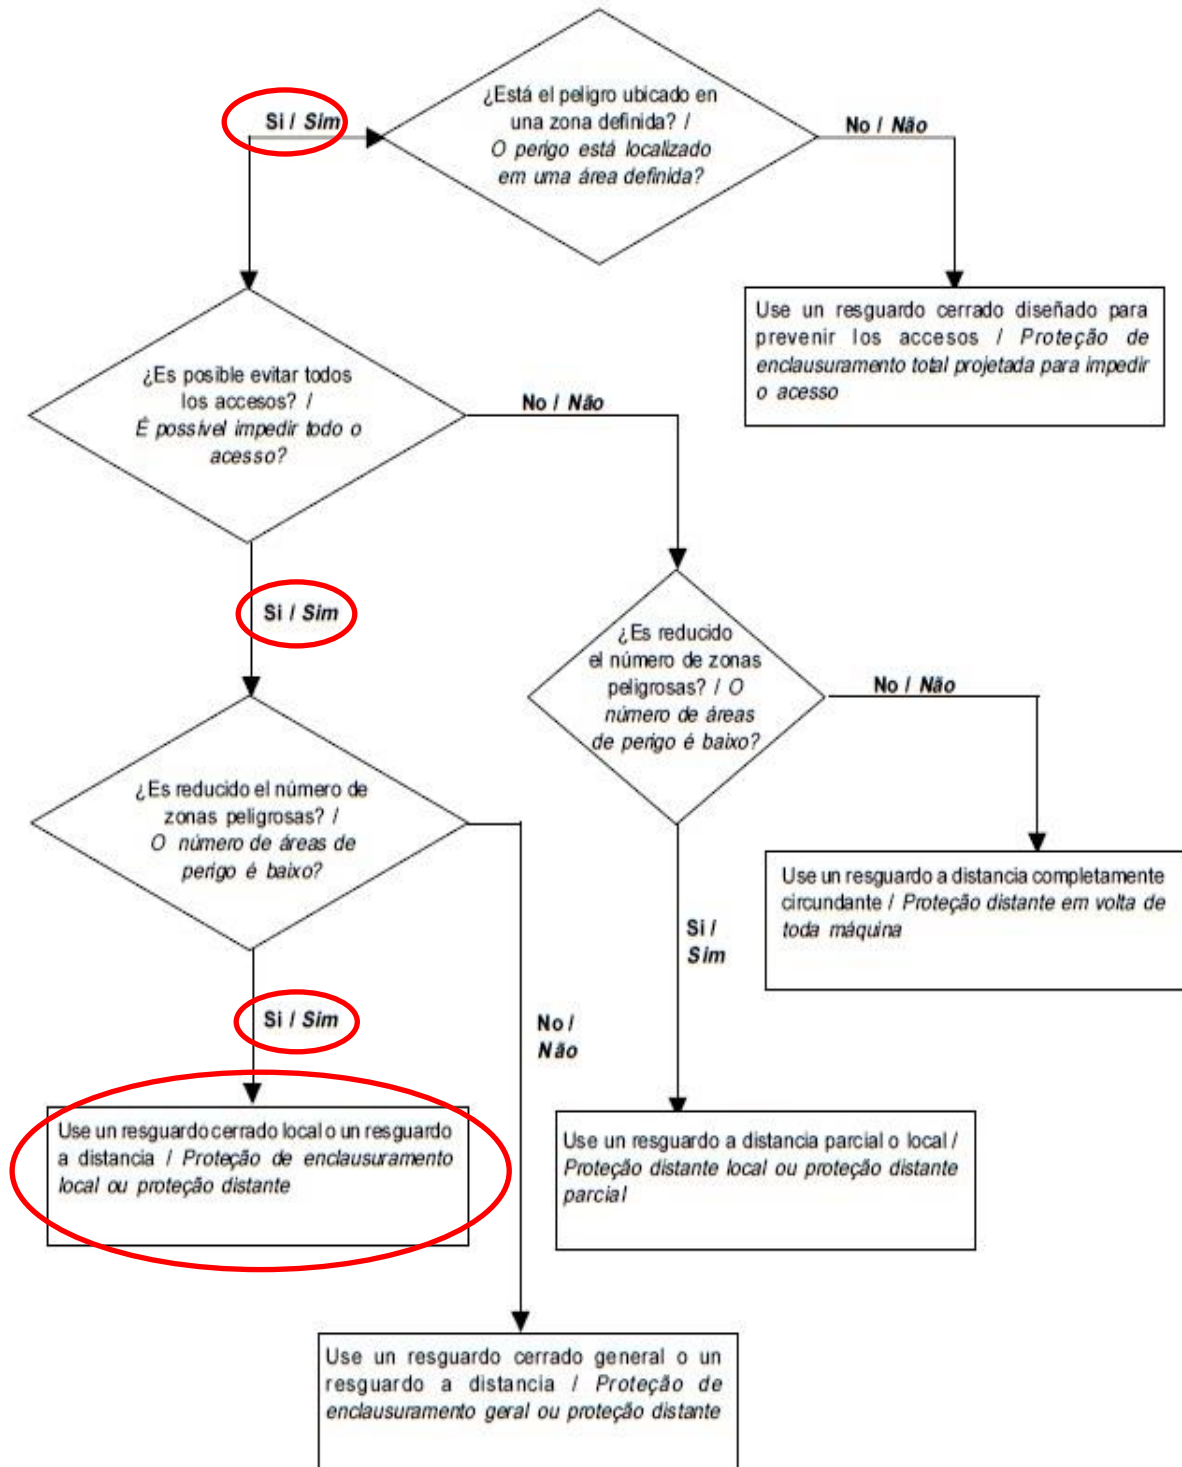 ¿Está el peligro ubicado en
una zona definida? /
O perigo está localizado
em uma área definida?
Si / Sim
No / Não
Use un resguardo cerrado diseñado para
prevenir los accesos / Proteção de
enclausuramento total projetada para impedir
o acesso
¿Es posible evitar todos
los accesos? /
É possível impedir todo o
acesso?
No / Não
Si / Sim
¿Es reducido
el número de zonas
peligrosas? / O
número de áreas
de perigo é baixo?
No / Não
¿Es reducido el número de
zonas peligrosas? /
O número de áreas de
perigo é baixo?
Use un resguardo a distancia completamente
circundante / Proteção distante em volta de
toda máquina
Si /
Sim
Si / Sim
No /
Não
Use un resguardo cerrado local o un resguardo
a distancia / Proteção de enclausuramento
local ou proteção distante
Use un resguardo a distancia parcial o local /
Proteção distante local ou proteção distante
parcial
Use un resguardo cerrado general o un
resguardo a distancia / Proteção de
enclausuramento geral ou proteção distante